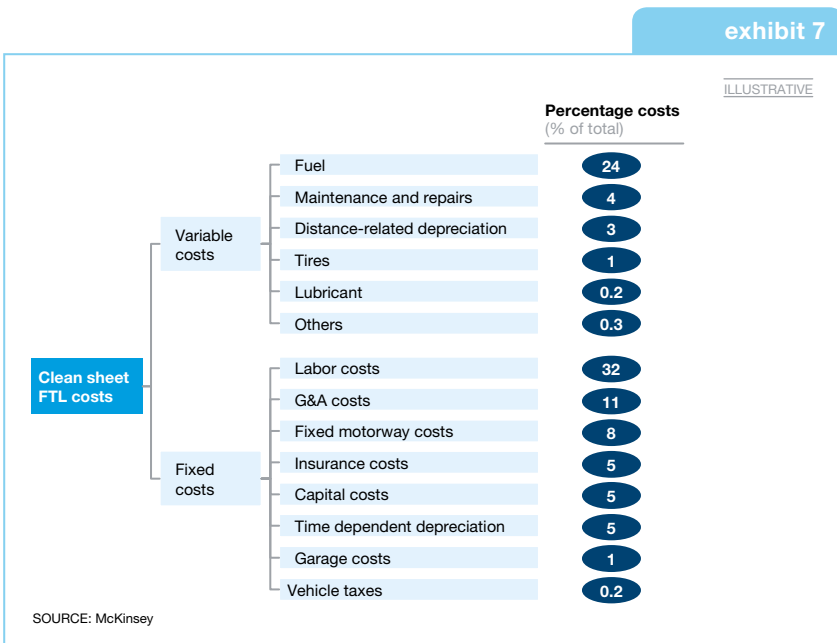 exhibit 7
ILLUSTRATIVE
Percentage costs
(% of total)
Fuel 24
Maintenance and repairs 4
Variable
costs
Distance-related depreciation 3
Tires 1
Lubricant 0.2
Others 0.3
Clean sheet
FTL costs
Labor costs 32
G&A costs 11
Fixed motorway costs 8
Fixed
costs
Insurance costs 5
Capital costs 5
Time dependent depreciation 5
Garage costs 1
Vehicle taxes 0.2
SOURCE: McKinsey